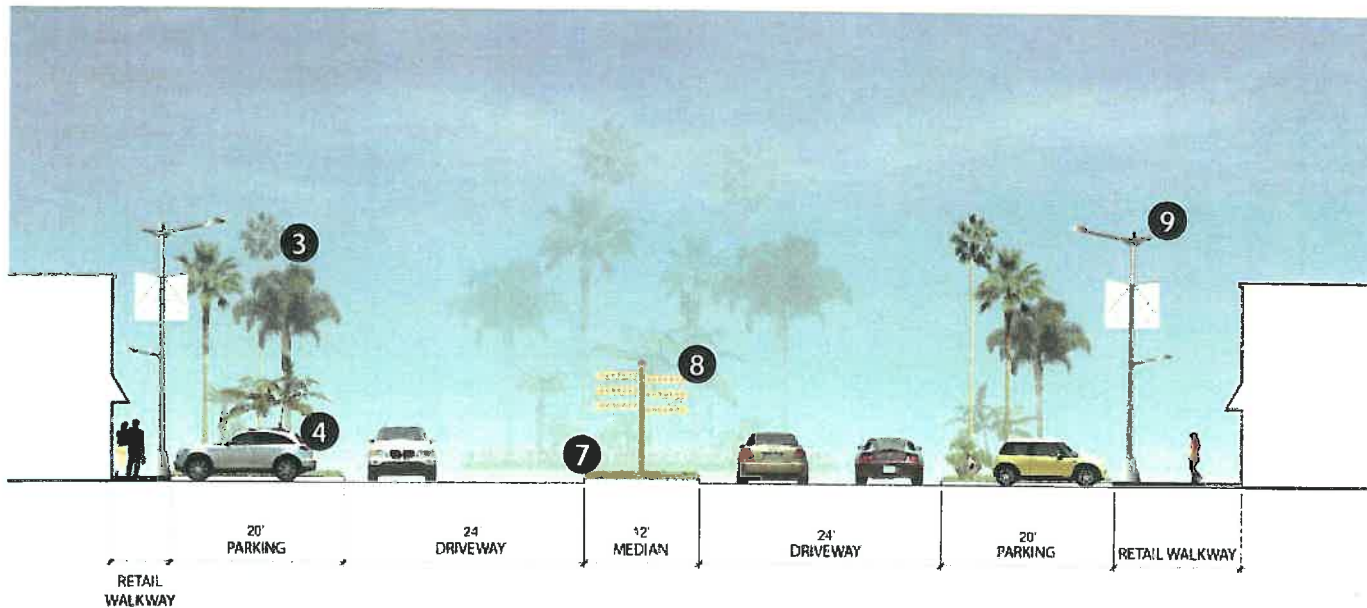 3
9
8
4
7
20'
PARKING
24'
DRIVEWAY
12'
MEDIAN
24'
DRIVEWAY
20'
PARKING
RETAIL WALKWAY
RETAIL
WALKWAY